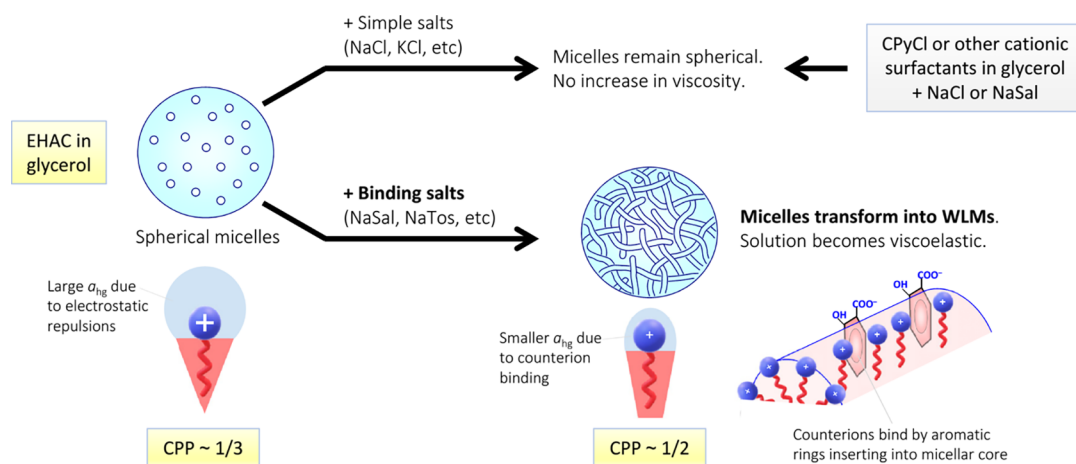 + Simple salts
(NaCl, KCl, etc)
Micelles remain spherical.
No increase in viscosity.
CPyCl or other cationic
surfactants in glycerol
+ NaCl or NaSal
EHAC in
glycerol
Spherical micelles
+ Binding salts
(NaSal, NaTos, etc)
Micelles transform into WLMs.
Solution becomes viscoelastic.
Large ahg due
to electrostatic
repulsions
+
CPP ~ 1/3
Smaller ahg due
to counterion
binding
+
CPP ~ 1/2
OH
COO⁻
OH
COO⁻
+
+
+
+
+
+
+
+
+
Counterions bind by aromatic
rings inserting into micellar core